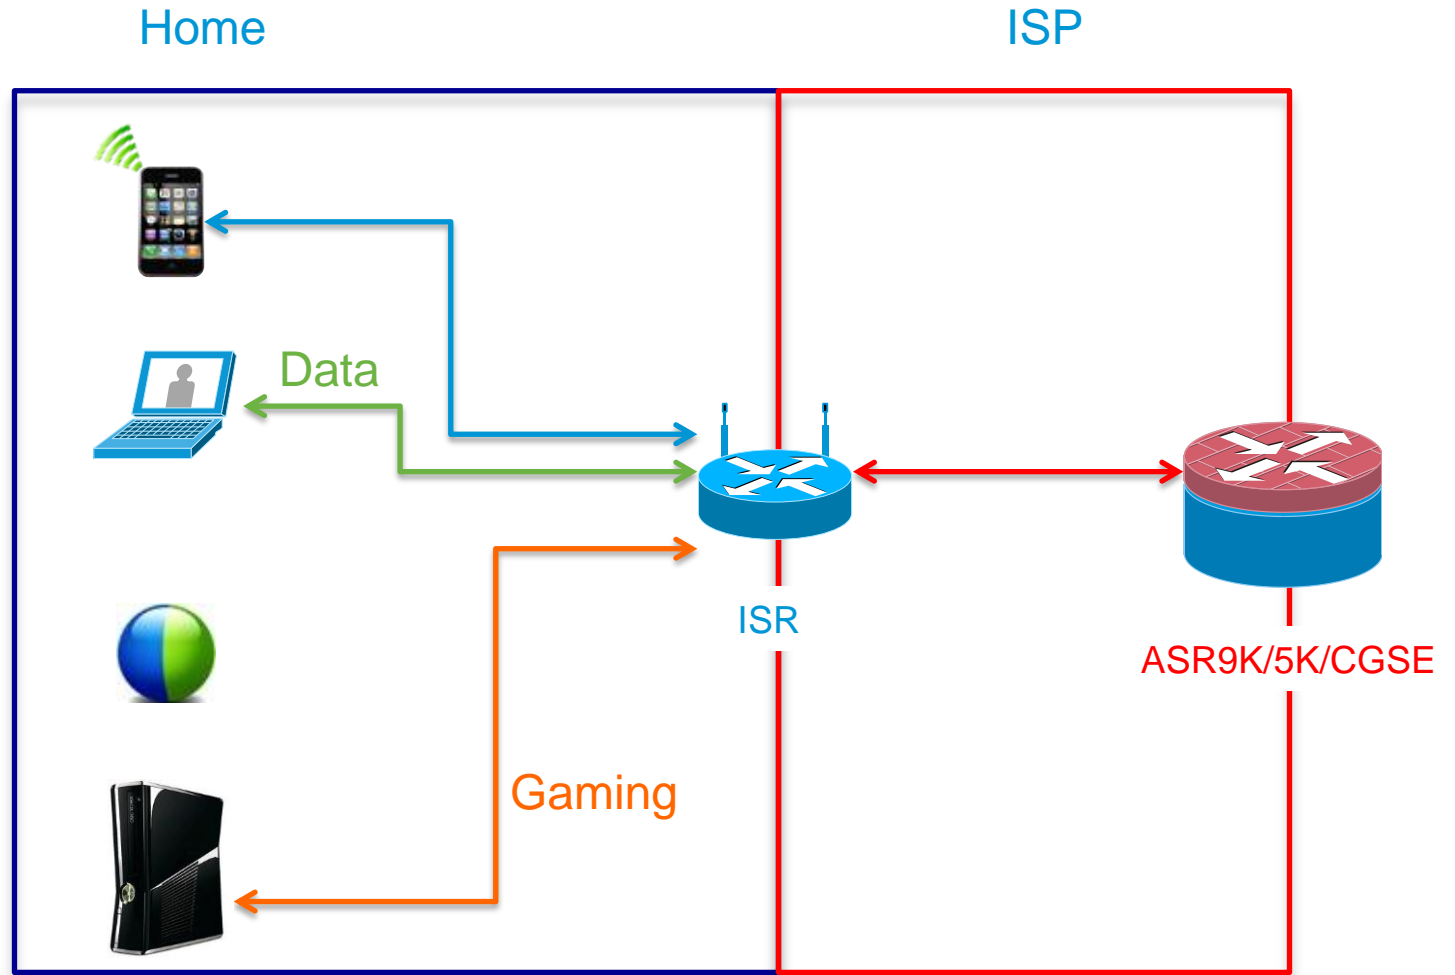 Home
ISP
Data
ISR
ASR9K/5K/CGSE
Gaming